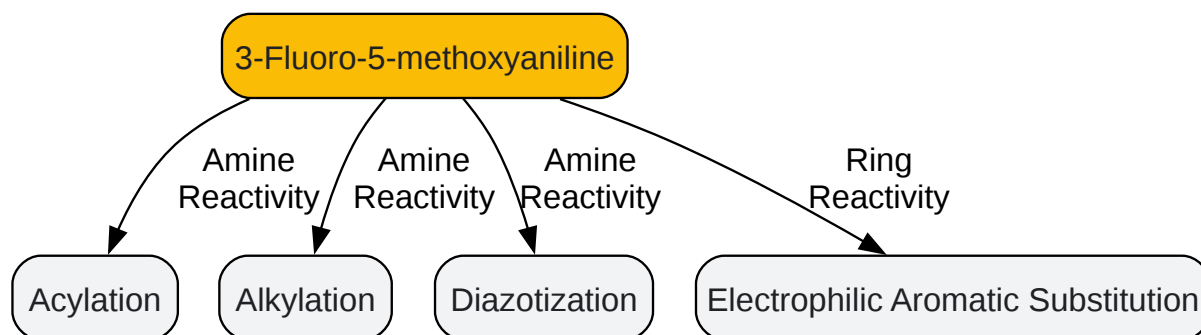 3-Fluoro-5-methoxyaniline
Amine
Reactivity
Amine
Reactivity
Amine
Reactivity
Ring
Reactivity
Acylation
Alkylation
Diazotization
Electrophilic Aromatic Substitution